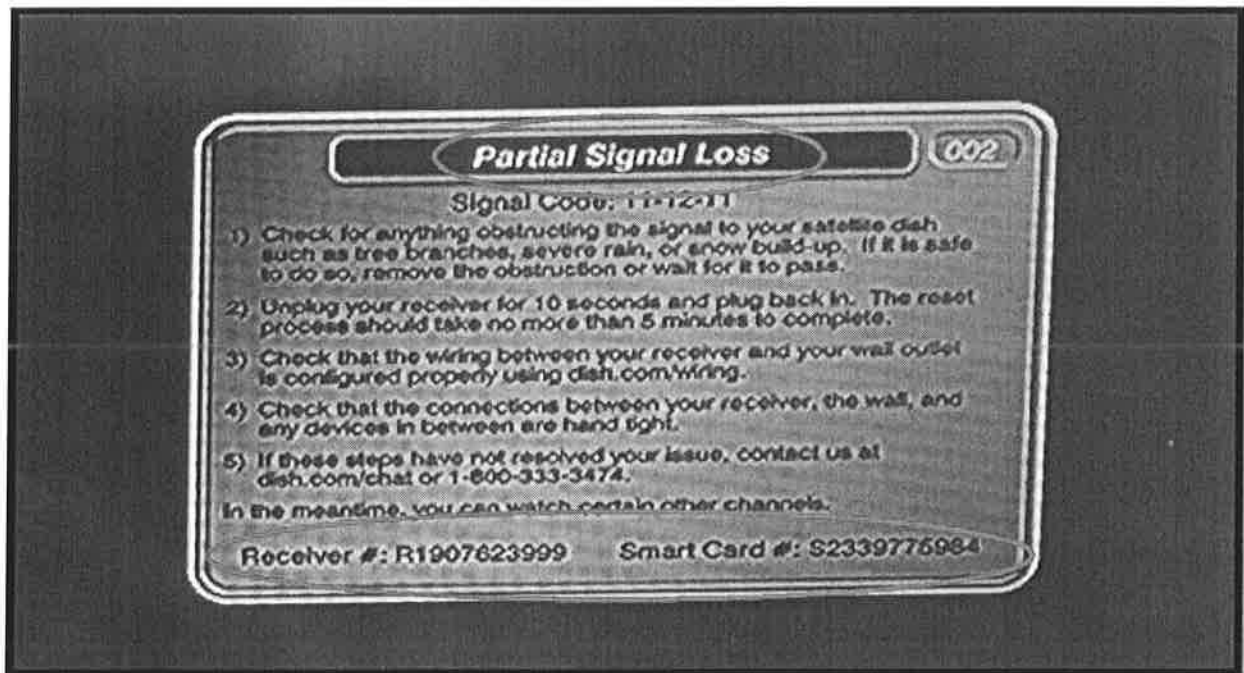 Partial Signal Loss
002
Signal Code: 11-12-11
1) Check for anything obstructing the signal to your satellite dish
such as tree branches, severe rain, or snow build-up. If it is safe
to do so, remove the obstruction or wait for it to pass.
2) Unplug your receiver for 10 seconds and plug back in. The reset
process should take no more than 5 minutes to complete.
3) Check that the wiring between your receiver and your wall outlet
is configured properly using dish.com/wiring.
4) Check that the connections between your receiver, the wall, and
any devices in between are hand tight.
5) If these steps have not resolved your issue, contact us at
dish.com/chat or 1-800-333-3474.
In the meantime, you can watch certain other channels.
Receiver #: R1907623999 Smart Card #: S2339775984